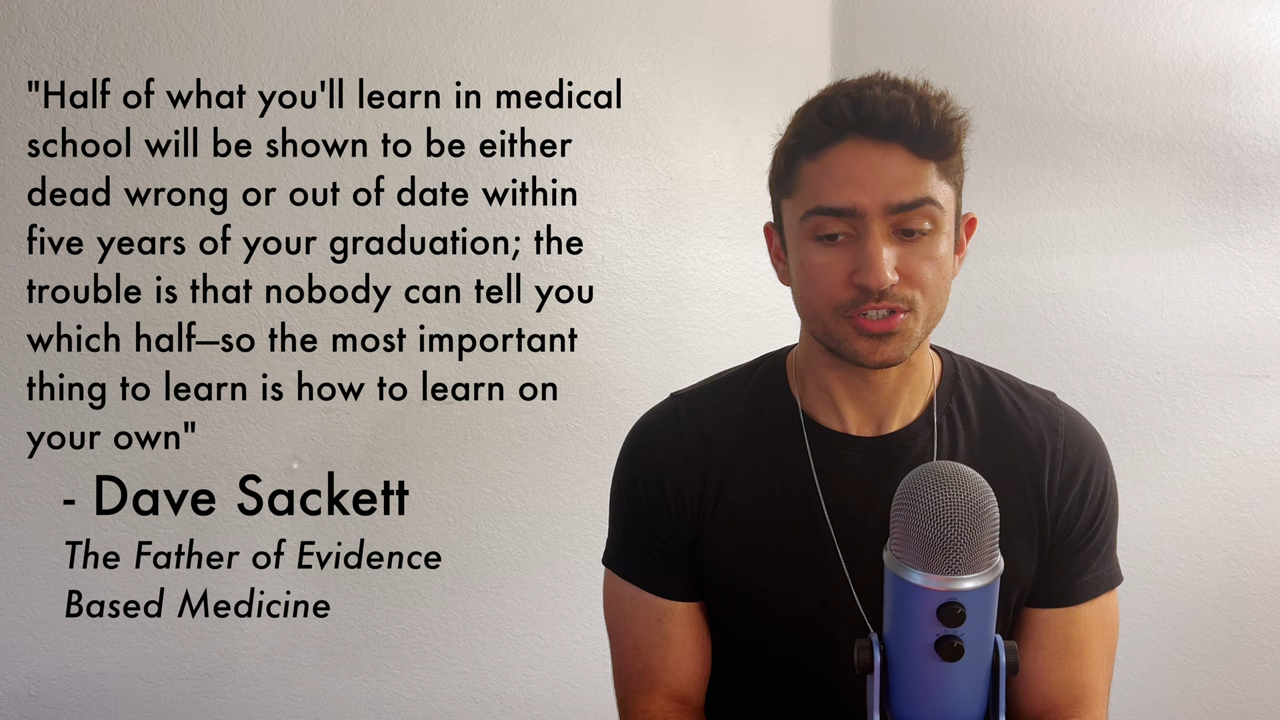 "Half of what you'll learn in medical
school will be shown to be either
dead wrong or out of date within
five years of your graduation; the
trouble is that nobody can tell you
which half—so the most important
thing to learn is how to learn on
your own"
- Dave Sackett
The Father of Evidence
Based Medicine